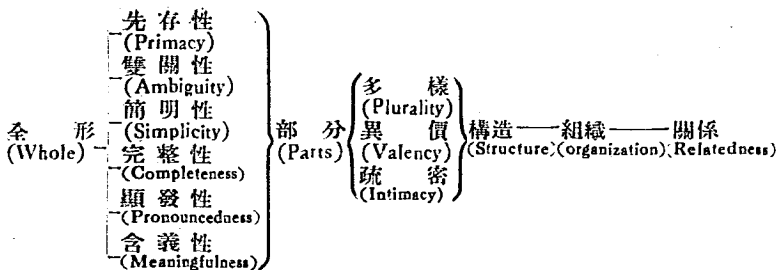 先存性
(Primacy)
雙關性
(Ambiguity)
簡明性
(Simplicity)
完整性
(Completeness)
顯發性
(Pronouncedness)
含義性
(Meaningfulness)
全形
(Whole)
部分
(Parts)
多樣
(Plurality)
異價
(Valency)
疏密
(Intimacy)
構造——組織——關係
(Structure)(organization)(Relatedness)